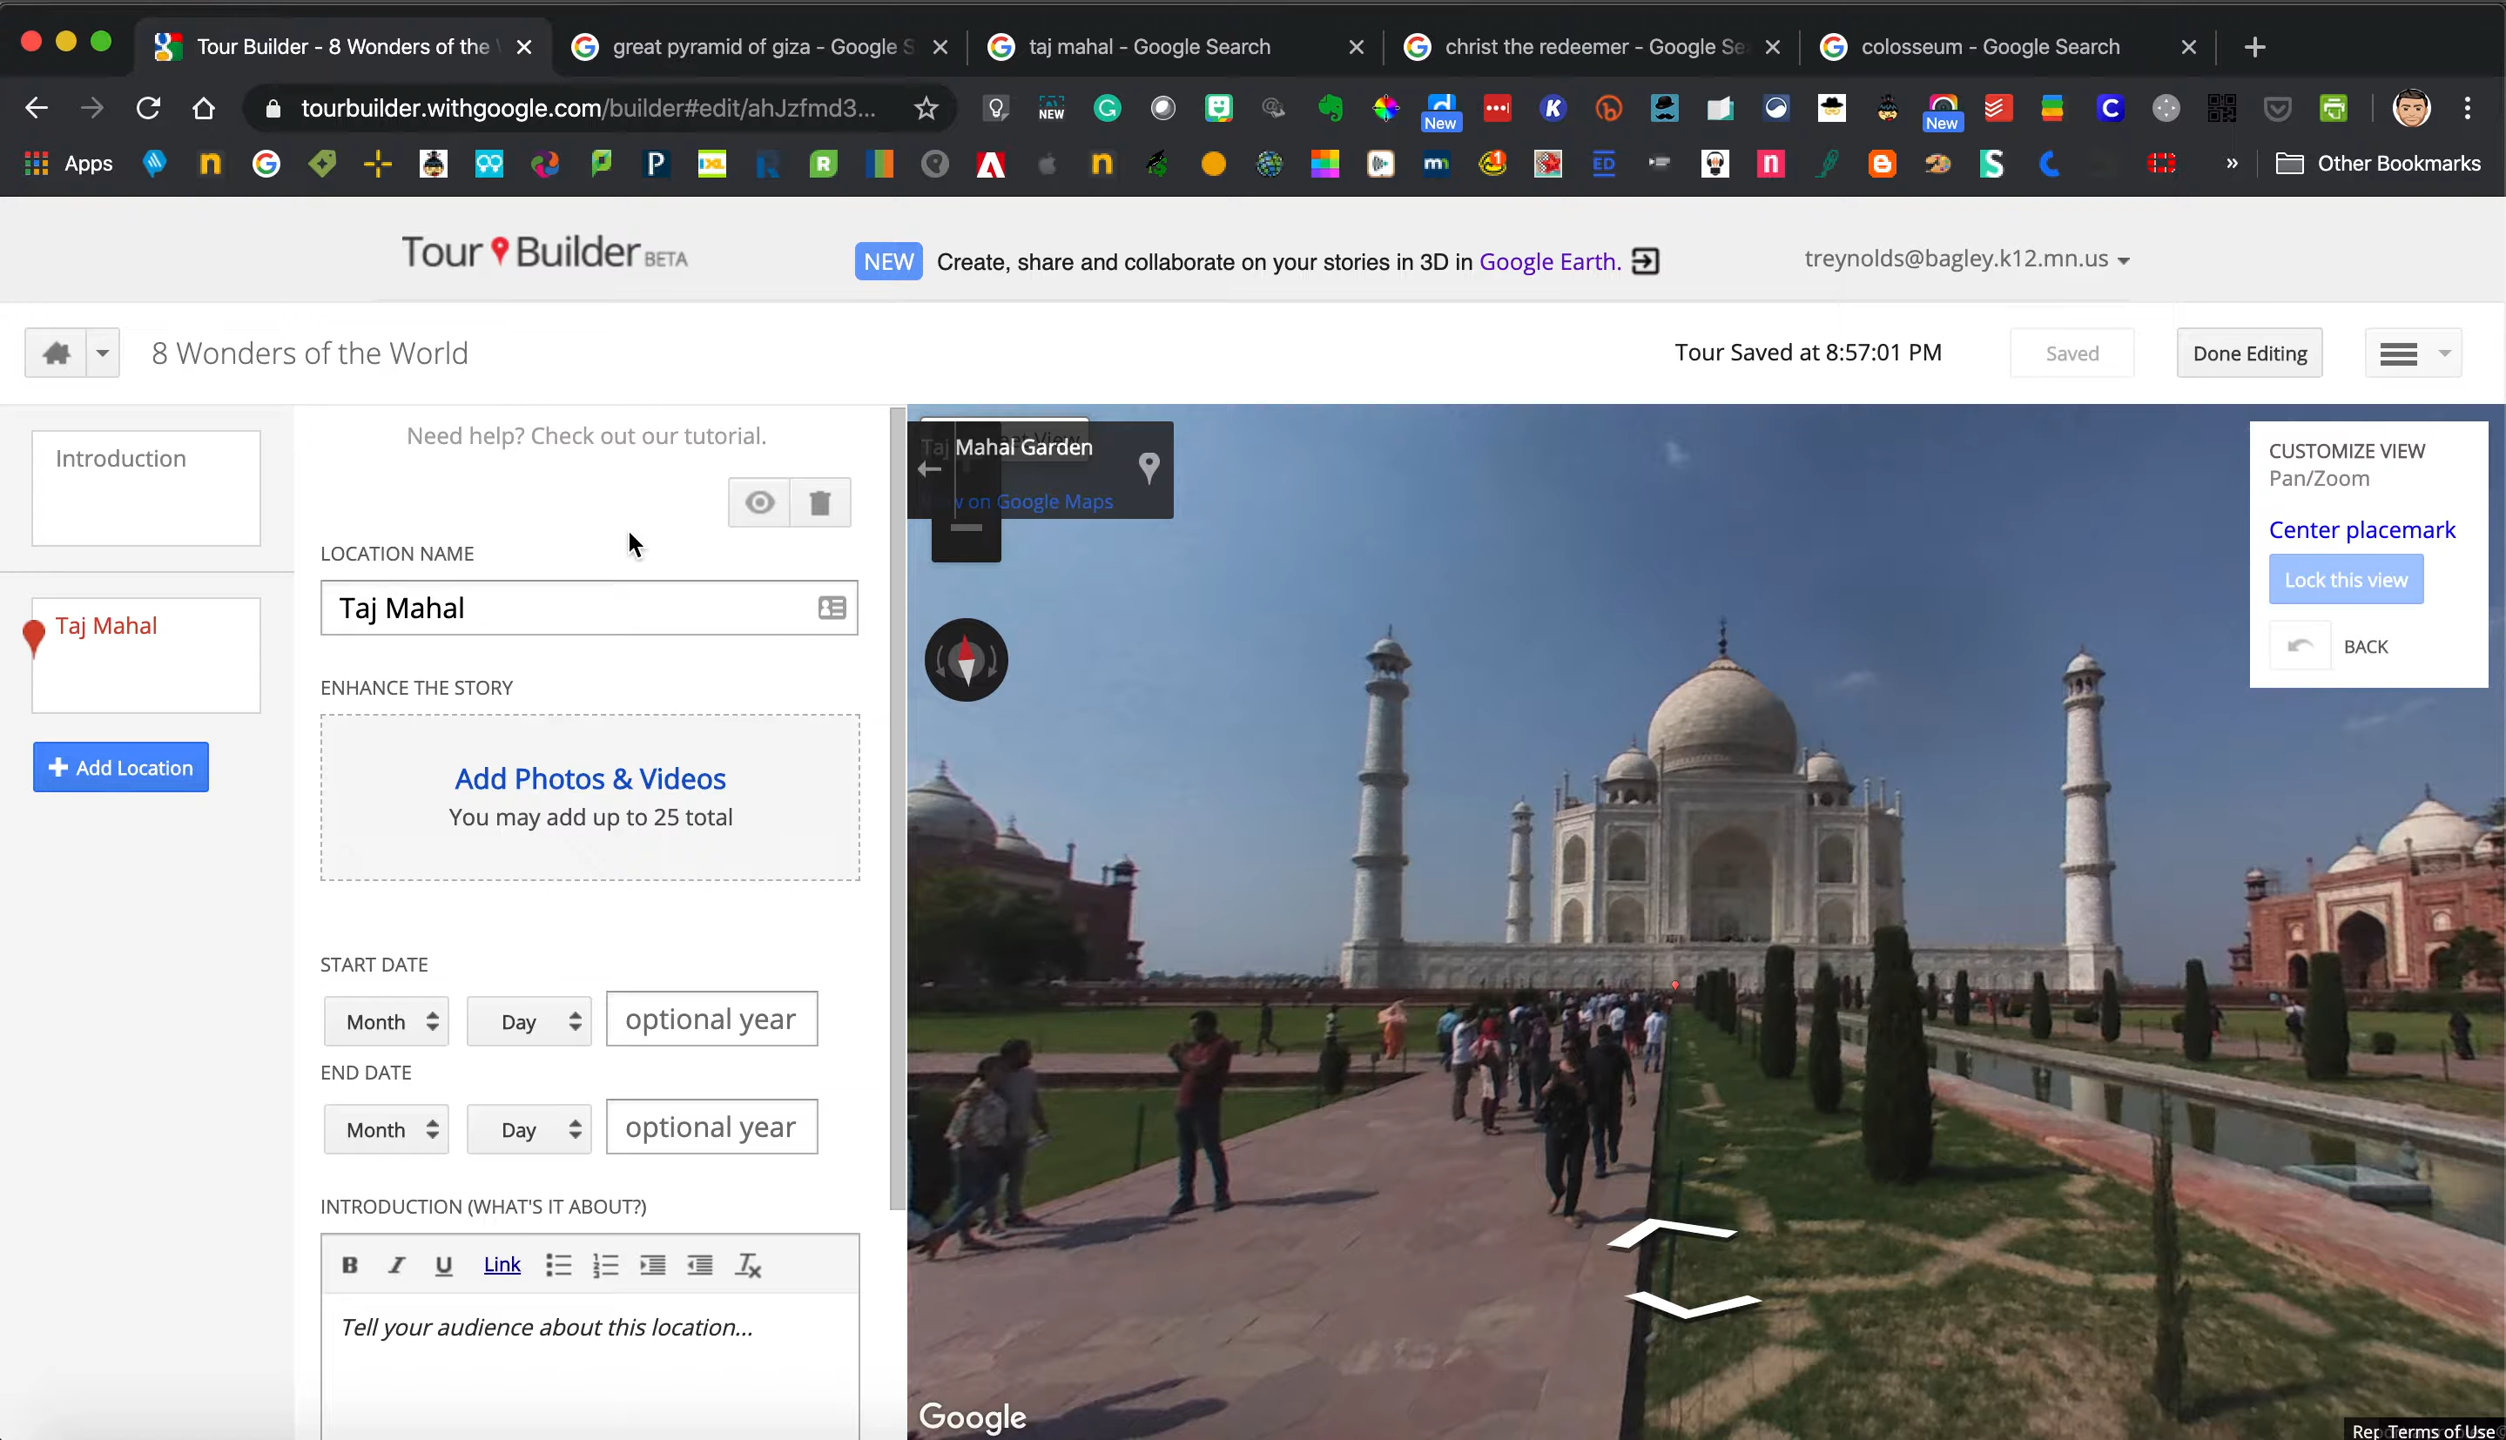 Tour Builder - 8 Wonders of the
great pyramid of giza - Google S
taj mahal - Google Search
christ the redeemer - Google Se
colosseum - Google Search
tourbuilder.withgoogle.com/builder#edit/ahJzfmd3...
NEW
New
New
Apps
Other Bookmarks
Tour Builder BETA
NEW Create, share and collaborate on your stories in 3D in Google Earth.
treynolds@bagley.k12.mn.us
8 Wonders of the World
Tour Saved at 8:57:01 PM
Saved
Done Editing
Introduction
Taj Mahal
+ Add Location
Need help? Check out our tutorial.
LOCATION NAME
Taj Mahal
ENHANCE THE STORY
Add Photos & Videos
You may add up to 25 total
START DATE
Month
Day
optional year
END DATE
Month
Day
optional year
INTRODUCTION (WHAT'S IT ABOUT?)
B I U Link
Tell your audience about this location...
Taj Mahal Garden
on Google Maps
CUSTOMIZE VIEW
Pan/Zoom
Center placemark
Lock this view
BACK
Google
Terms of Use